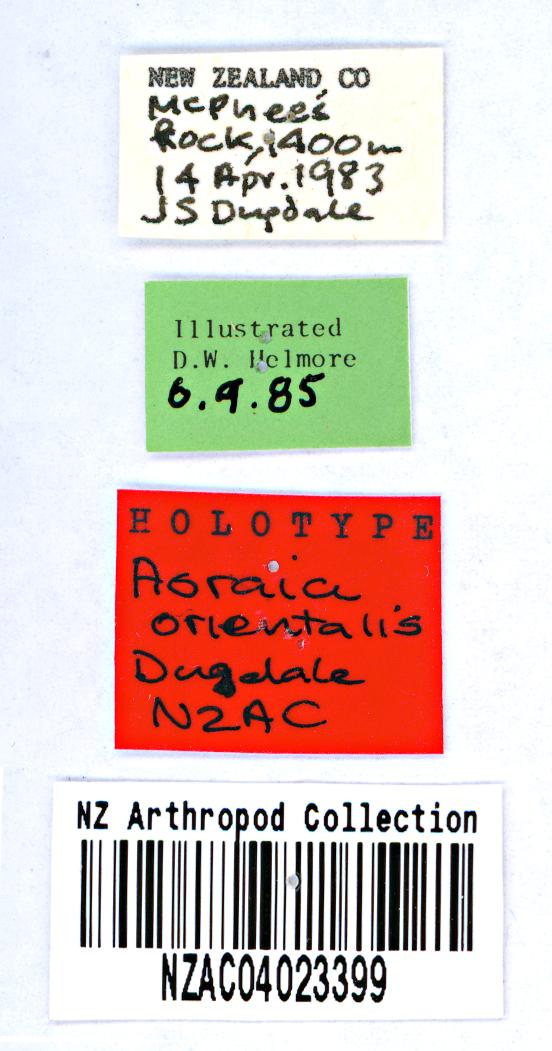 NEW ZEALAND CO
McPhee's
Rock, 1400m
14 Apr. 1983
JS Dugdale
Illustrated
D.W. Helmore
6.9.85
HOLOTYPE
Aoraia
orientalis
Dugdale
NZAC
NZ Arthropod Collection
NZAC04023399